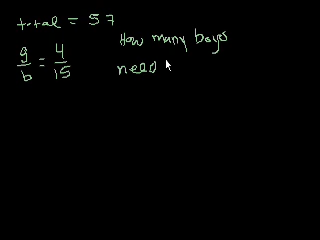 total = 57
g/b = 4/15
How many boys
need